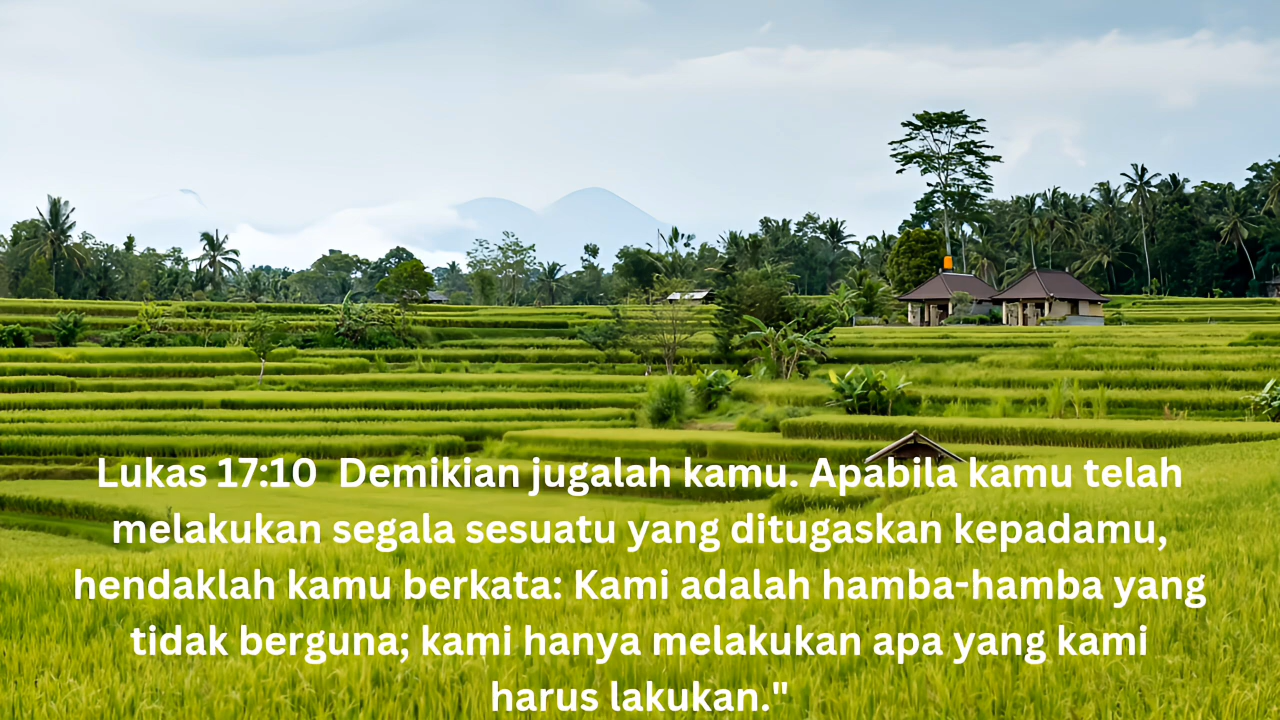 Lukas 17:10  Demikian jugalah kamu. Apabila kamu telah
melakukan segala sesuatu yang ditugaskan kepadamu,
hendaklah kamu berkata: Kami adalah hamba-hamba yang
tidak berguna; kami hanya melakukan apa yang kami
harus lakukan."